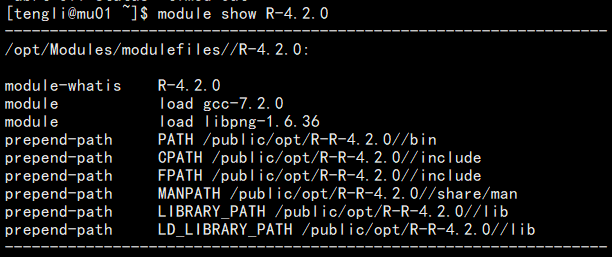 [tengli@mu01 ~]$ module show R-4.2.0
-------------------------------------------------------------------
/opt/Modules/modulefiles//R-4.2.0:

module-whatis    R-4.2.0
module           load gcc-7.2.0
module           load libpng-1.6.36
prepend-path     PATH /public/opt/R-R-4.2.0//bin
prepend-path     CPATH /public/opt/R-R-4.2.0//include
prepend-path     FPATH /public/opt/R-R-4.2.0//include
prepend-path     MANPATH /public/opt/R-R-4.2.0//share/man
prepend-path     LIBRARY_PATH /public/opt/R-R-4.2.0//lib
prepend-path     LD_LIBRARY_PATH /public/opt/R-R-4.2.0//lib
-------------------------------------------------------------------